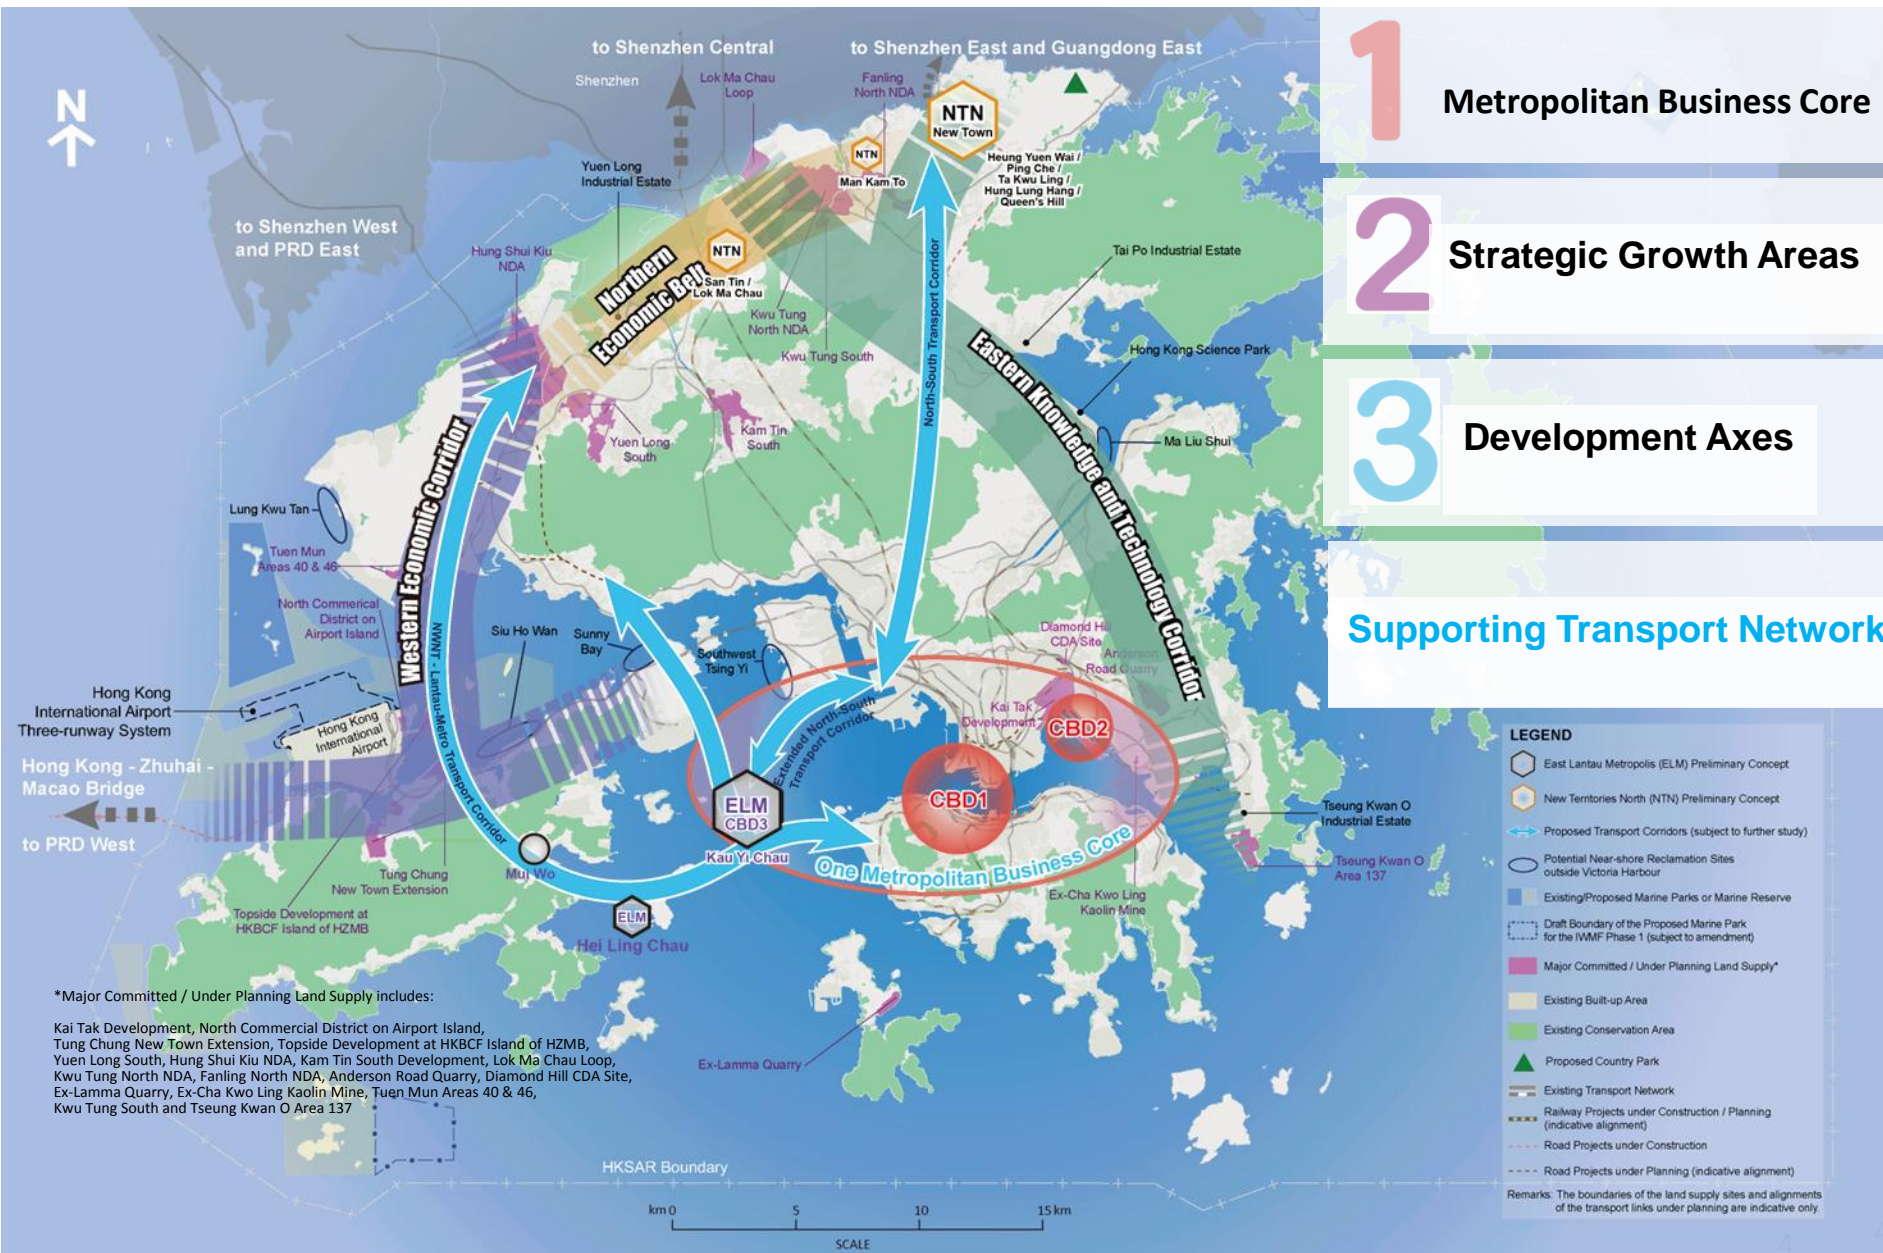 to Shenzhen Central
to Shenzhen East and Guangdong East
Shenzhen
Lok Ma Chau
Loop
Fanling
North NDA
N
NTN
New Town
Yuen Long
Industrial Estate
NTN
Man Kam To
Heung Yuen Wai /
Ping Che /
Ta Kwu Ling /
Hung Lung Hang /
Queen's Hill
to Shenzhen West
and PRD East
Hung Shui Kiu
NDA
Northern
Economic Belt
NTN
San Tin /
Lok Ma Chau
Tai Po Industrial Estate
Kwu Tung
North NDA
Kwu Tung South
North-South Transport Corridor
Eastern Knowledge and Technology Corridor
Hong Kong Science Park
Yuen Long
South
Kam Tin
South
Ma Liu Shui
Western Economic Corridor
Lung Kwu Tan
Tuen Mun
Areas 40 & 46
North Commerical
District on
Airport Island
NWNT - Lantau-Metro Transport Corridor
Siu Ho Wan
Sunny
Bay
Southwest
Tsing Yi
Diamond Hill
CDA Site
Anderson
Road Quarry
Hong Kong
International Airport
Three-runway System
Hong Kong
International
Airport
Extended North-South
Transport Corridor
Kai Tak
Development
CBD2
Hong Kong - Zhuhai -
Macao Bridge
to PRD West
ELM
CBD3
Kau Yi Chau
CBD1
One Metropolitan Business Core
Tseung Kwan O
Industrial Estate
Tseung Kwan O
Area 137
Tung Chung
New Town Extension
Mui Wo
Topside Development at
HKBCF Island of HZMB
ELM
Hei Ling Chau
Ex-Cha Kwo Ling
Kaolin Mine
Ex-Lamma Quarry
*Major Committed / Under Planning Land Supply includes:
Kai Tak Development, North Commercial District on Airport Island,
Tung Chung New Town Extension, Topside Development at HKBCF Island of HZMB,
Yuen Long South, Hung Shui Kiu NDA, Kam Tin South Development, Lok Ma Chau Loop,
Kwu Tung North NDA, Fanling North NDA, Anderson Road Quarry, Diamond Hill CDA Site,
Ex-Lamma Quarry, Ex-Cha Kwo Ling Kaolin Mine, Tuen Mun Areas 40 & 46,
Kwu Tung South and Tseung Kwan O Area 137
HKSAR Boundary
km 0 5 10 15 km
SCALE
1 Metropolitan Business Core
2 Strategic Growth Areas
3 Development Axes
Supporting Transport Network
LEGEND
East Lantau Metropolis (ELM) Preliminary Concept
New Territories North (NTN) Preliminary Concept
Proposed Transport Corridors (subject to further study)
Potential Near-shore Reclamation Sites
outside Victoria Harbour
Existing/Proposed Marine Parks or Marine Reserve
Draft Boundary of the Proposed Marine Park
for the IWMF Phase 1 (subject to amendment)
Major Committed / Under Planning Land Supply*
Existing Built-up Area
Existing Conservation Area
Proposed Country Park
Existing Transport Network
Railway Projects under Construction / Planning
(indicative alignment)
Road Projects under Construction
Road Projects under Planning (indicative alignment)
Remarks: The boundaries of the land supply sites and alignments
of the transport links under planning are indicative only.